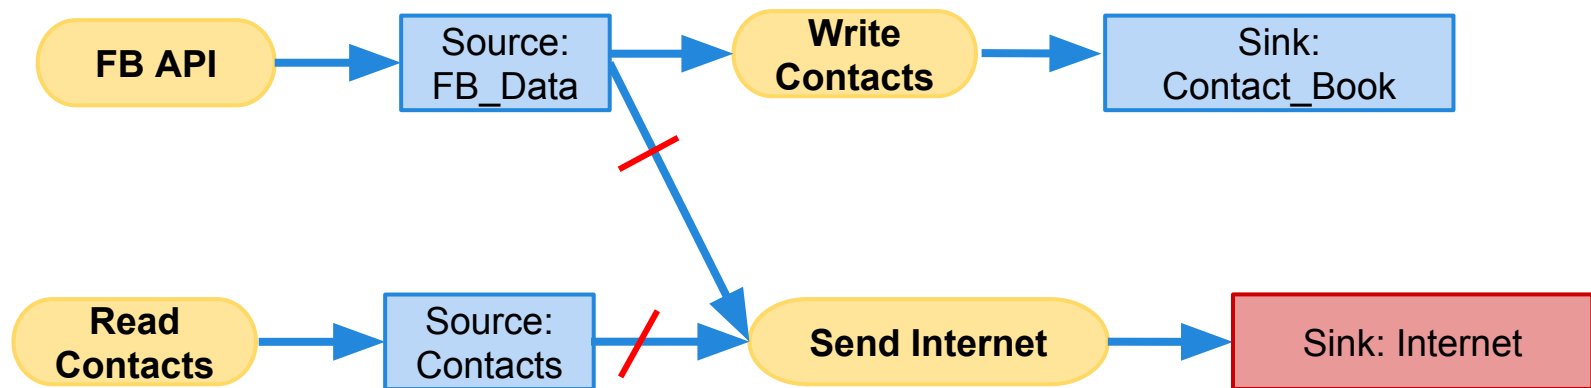 FB API
Source:
FB_Data
Write
Contacts
Sink:
Contact_Book
Read
Contacts
Source:
Contacts
Send Internet
Sink: Internet